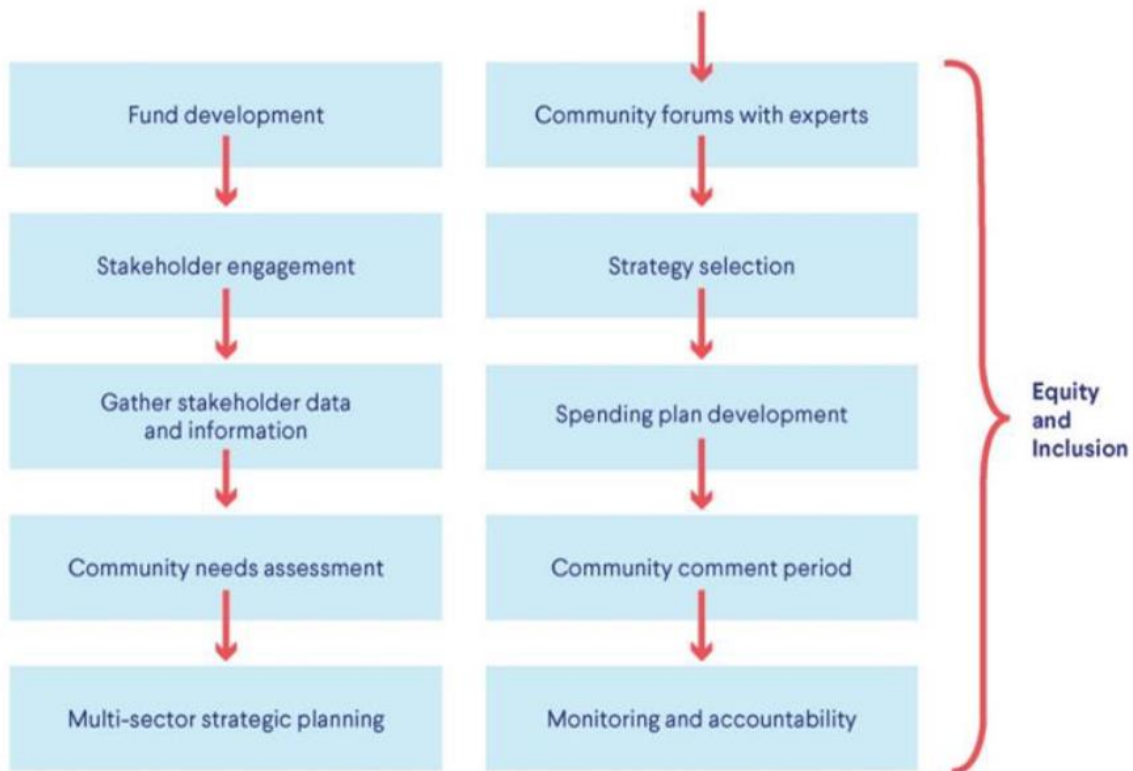 Fund development
Stakeholder engagement
Gather stakeholder data
and information
Community needs assessment
Multi-sector strategic planning
Community forums with experts
Strategy selection
Spending plan development
Community comment period
Monitoring and accountability
Equity
and
Inclusion